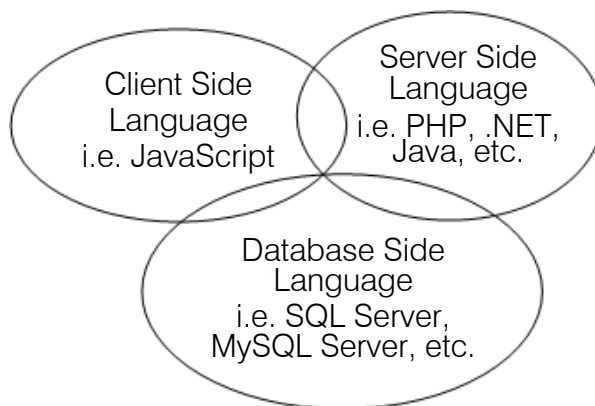 Client Side
Language
i.e. JavaScript
Server Side
Language
i.e. PHP, .NET,
Java, etc.
Database Side
Language
i.e. SQL Server,
MySQL Server, etc.